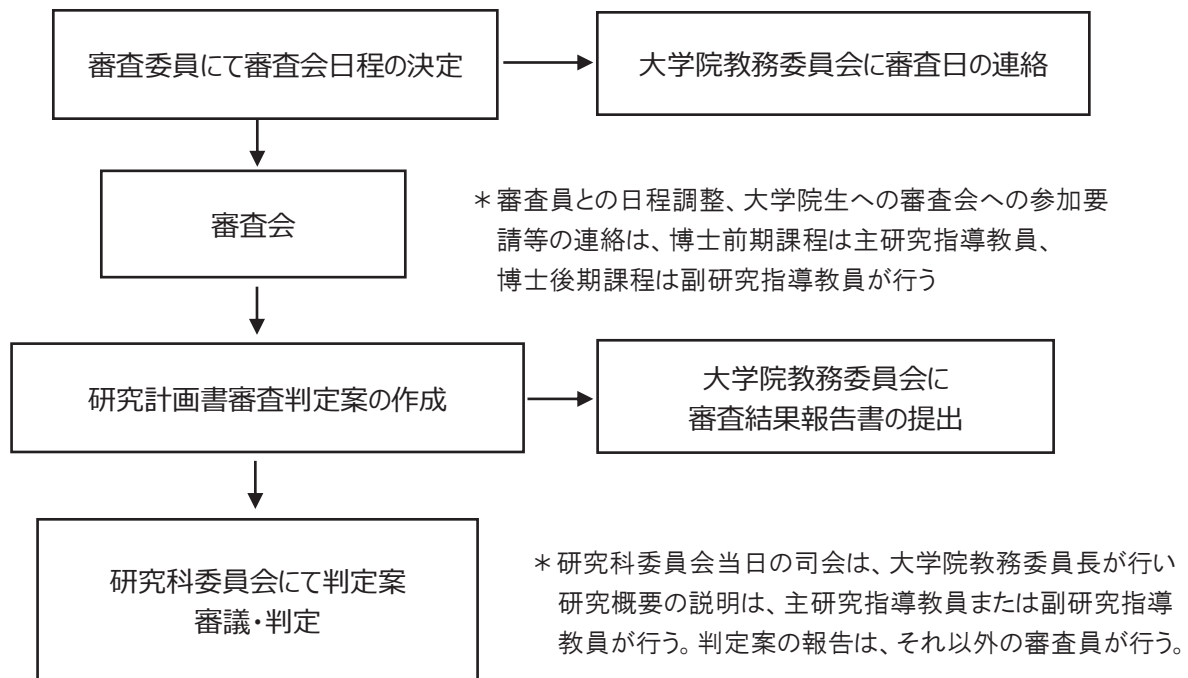 審査委員にて審査会日程の決定
大学院教務委員会に審査日の連絡
審査会
＊審査員との日程調整、大学院生への審査会への参加要
請等の連絡は、博士前期課程は主研究指導教員、
博士後期課程は副研究指導教員が行う
研究計画書審査判定案の作成
大学院教務委員会に
審査結果報告書の提出
研究科委員会にて判定案
審議・判定
＊研究科委員会当日の司会は、大学院教務委員長が行い
研究概要の説明は、主研究指導教員または副研究指導
教員が行う。判定案の報告は、それ以外の審査員が行う。